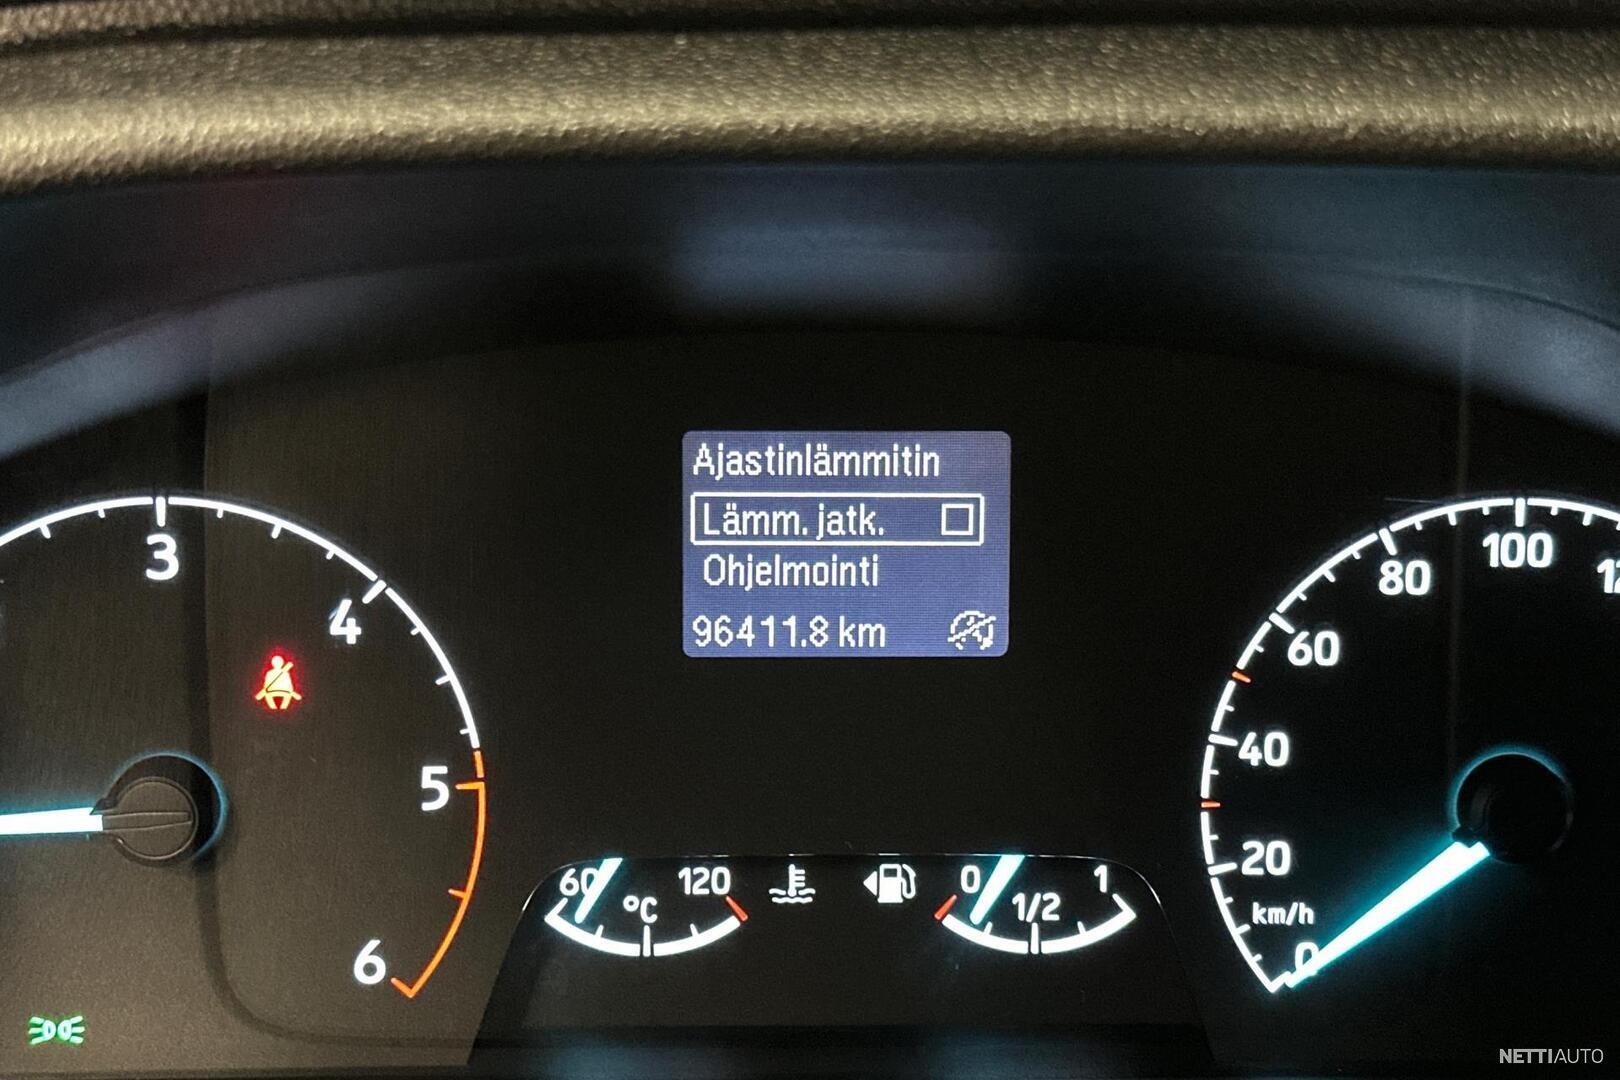 Ajastinlämmitin
Lämm. jatk.
Ohjelmointi
96411.8 km
3
4
5
6
60
120
°C
0
1/2
1
0
20
40
60
80
100
km/h
NETTIAUTO